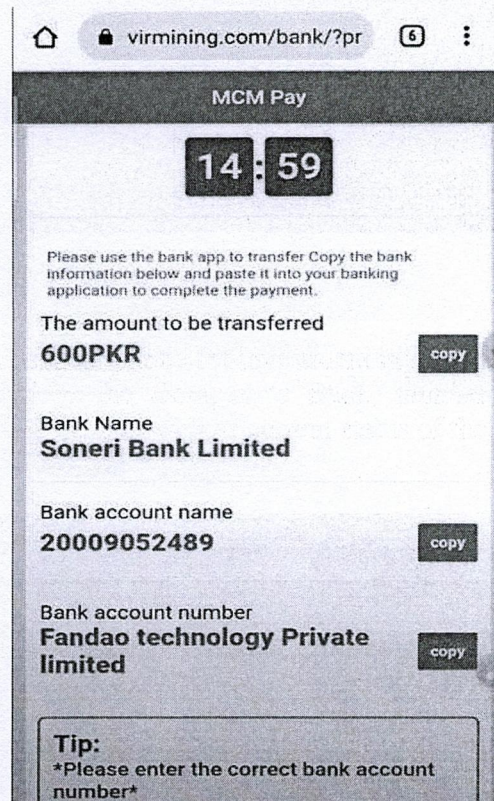 virmining.com/bank/?pr
6
MCM Pay
14:59
Please use the bank app to transfer Copy the bank
information below and paste it into your banking
application to complete the payment.
The amount to be transferred
600PKR
copy
Bank Name
Soneri Bank Limited
Bank account name
20009052489
copy
Bank account number
Fandao technology Private
limited
copy
Tip:
*Please enter the correct bank account
number*